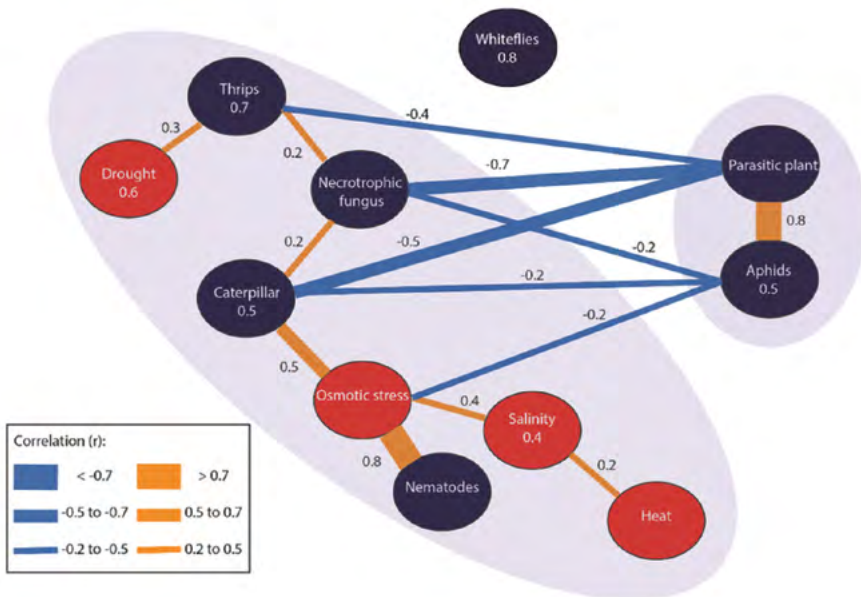 Whiteflies
0.8
Thrips
0.7
-0.4
0.3
0.2
-0.7
Drought
0.6
Necrotrophic
fungus
Parasitic plant
0.8
0.2
-0.5
-0.2
Caterpillar
0.5
-0.2
Aphids
0.5
-0.2
0.5
Osmotic stress
0.4
Salinity
0.4
0.8
0.2
Nematodes
Heat
Correlation (r):
< -0.7 > 0.7
-0.5 to -0.7 0.5 to 0.7
-0.2 to -0.5 0.2 to 0.5